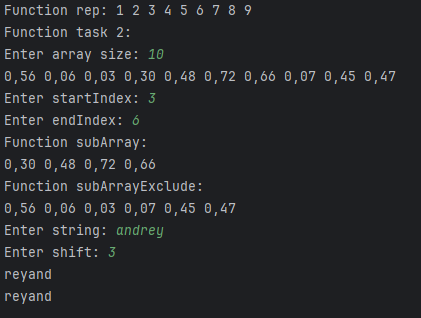 Function rep: 1 2 3 4 5 6 7 8 9
Function task 2:
Enter array size: 10
0,56 0,06 0,03 0,30 0,48 0,72 0,66 0,07 0,45 0,47
Enter startIndex: 3
Enter endIndex: 6
Function subArray:
0,30 0,48 0,72 0,66
Function subArrayExclude:
0,56 0,06 0,03 0,07 0,45 0,47
Enter string: andrey
Enter shift: 3
reyand
reyand